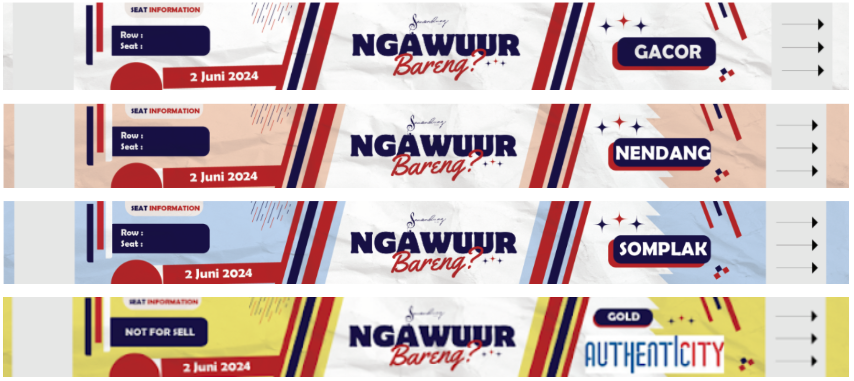 SEAT INFORMATION
Row :
Seat :
2 Juni 2024
NGAWUUR
Bareng?
GACOR
SEAT INFORMATION
Row :
Seat :
2 Juni 2024
NGAWUUR
Bareng?
NENDANG
SEAT INFORMATION
Row :
Seat :
2 Juni 2024
NGAWUUR
Bareng?
SOMPLAK
SEAT INFORMATION
NOT FOR SELL
2 Juni 2024
NGAWUUR
Bareng?
GOLD
AUTHENTICITY